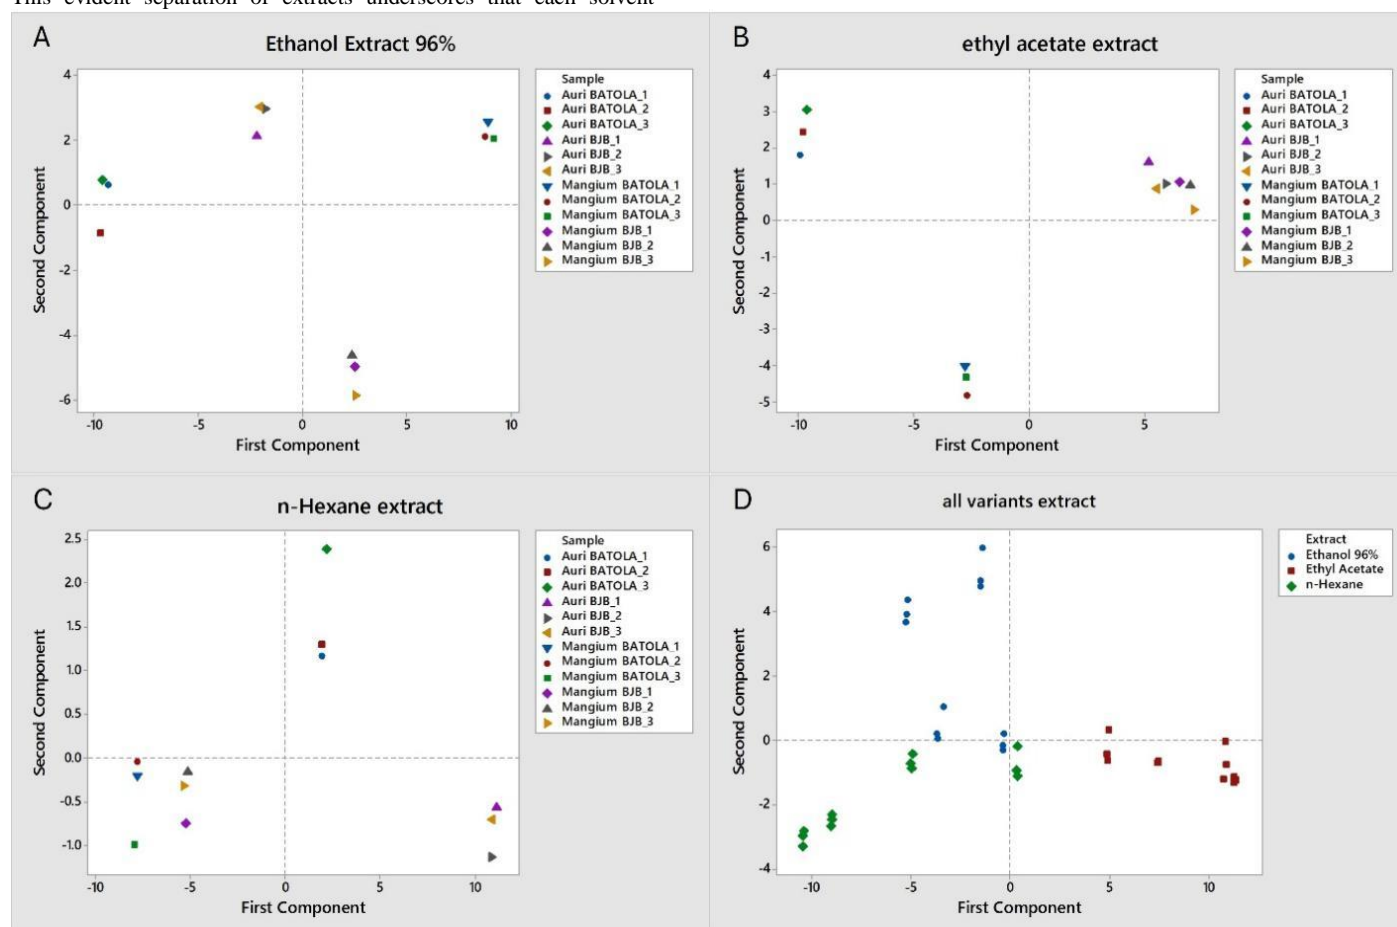 This evident separation of extracts underscores that each solvent
A
Ethanol Extract 96%
4
2
0
-2
-4
-6
Second Component
-10
-5
0
5
10
First Component
Sample
Auri BATOLA_1
Auri BATOLA_2
Auri BATOLA_3
Auri BJB_1
Auri BJB_2
Auri BJB_3
Mangium BATOLA_1
Mangium BATOLA_2
Mangium BATOLA_3
Mangium BJB_1
Mangium BJB_2
Mangium BJB_3
B
ethyl acetate extract
4
3
2
1
0
-1
-2
-3
-4
-5
Second Component
-10
-5
0
5
First Component
Sample
Auri BATOLA_1
Auri BATOLA_2
Auri BATOLA_3
Auri BJB_1
Auri BJB_2
Auri BJB_3
Mangium BATOLA_1
Mangium BATOLA_2
Mangium BATOLA_3
Mangium BJB_1
Mangium BJB_2
Mangium BJB_3
C
n-Hexane extract
2.5
2.0
1.5
1.0
0.5
0.0
-0.5
-1.0
Second Component
-10
-5
0
5
10
First Component
Sample
Auri BATOLA_1
Auri BATOLA_2
Auri BATOLA_3
Auri BJB_1
Auri BJB_2
Auri BJB_3
Mangium BATOLA_1
Mangium BATOLA_2
Mangium BATOLA_3
Mangium BJB_1
Mangium BJB_2
Mangium BJB_3
D
all variants extract
6
4
2
0
-2
-4
Second Component
-10
-5
0
5
10
First Component
Extract
Ethanol 96%
Ethyl Acetate
n-Hexane